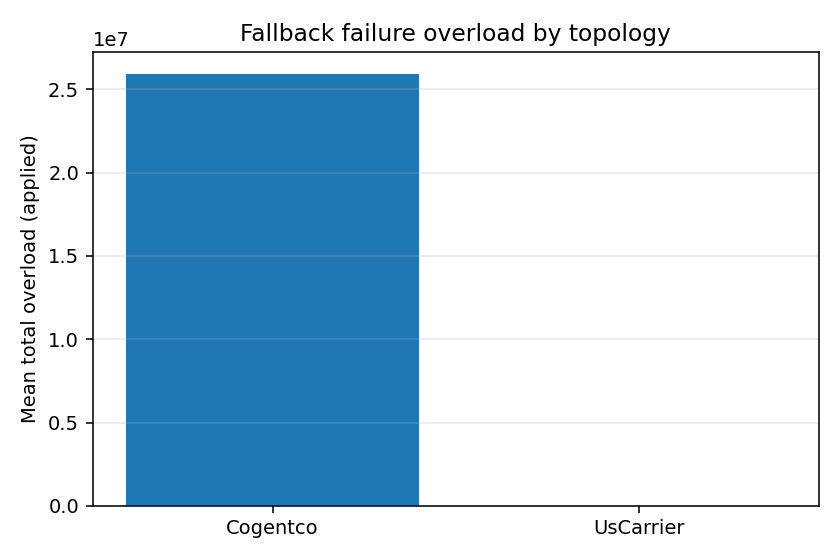 Fallback failure overload by topology
1e7
Mean total overload (applied)
2.5
2.0
1.5
1.0
0.5
0.0
Cogentco
UsCarrier